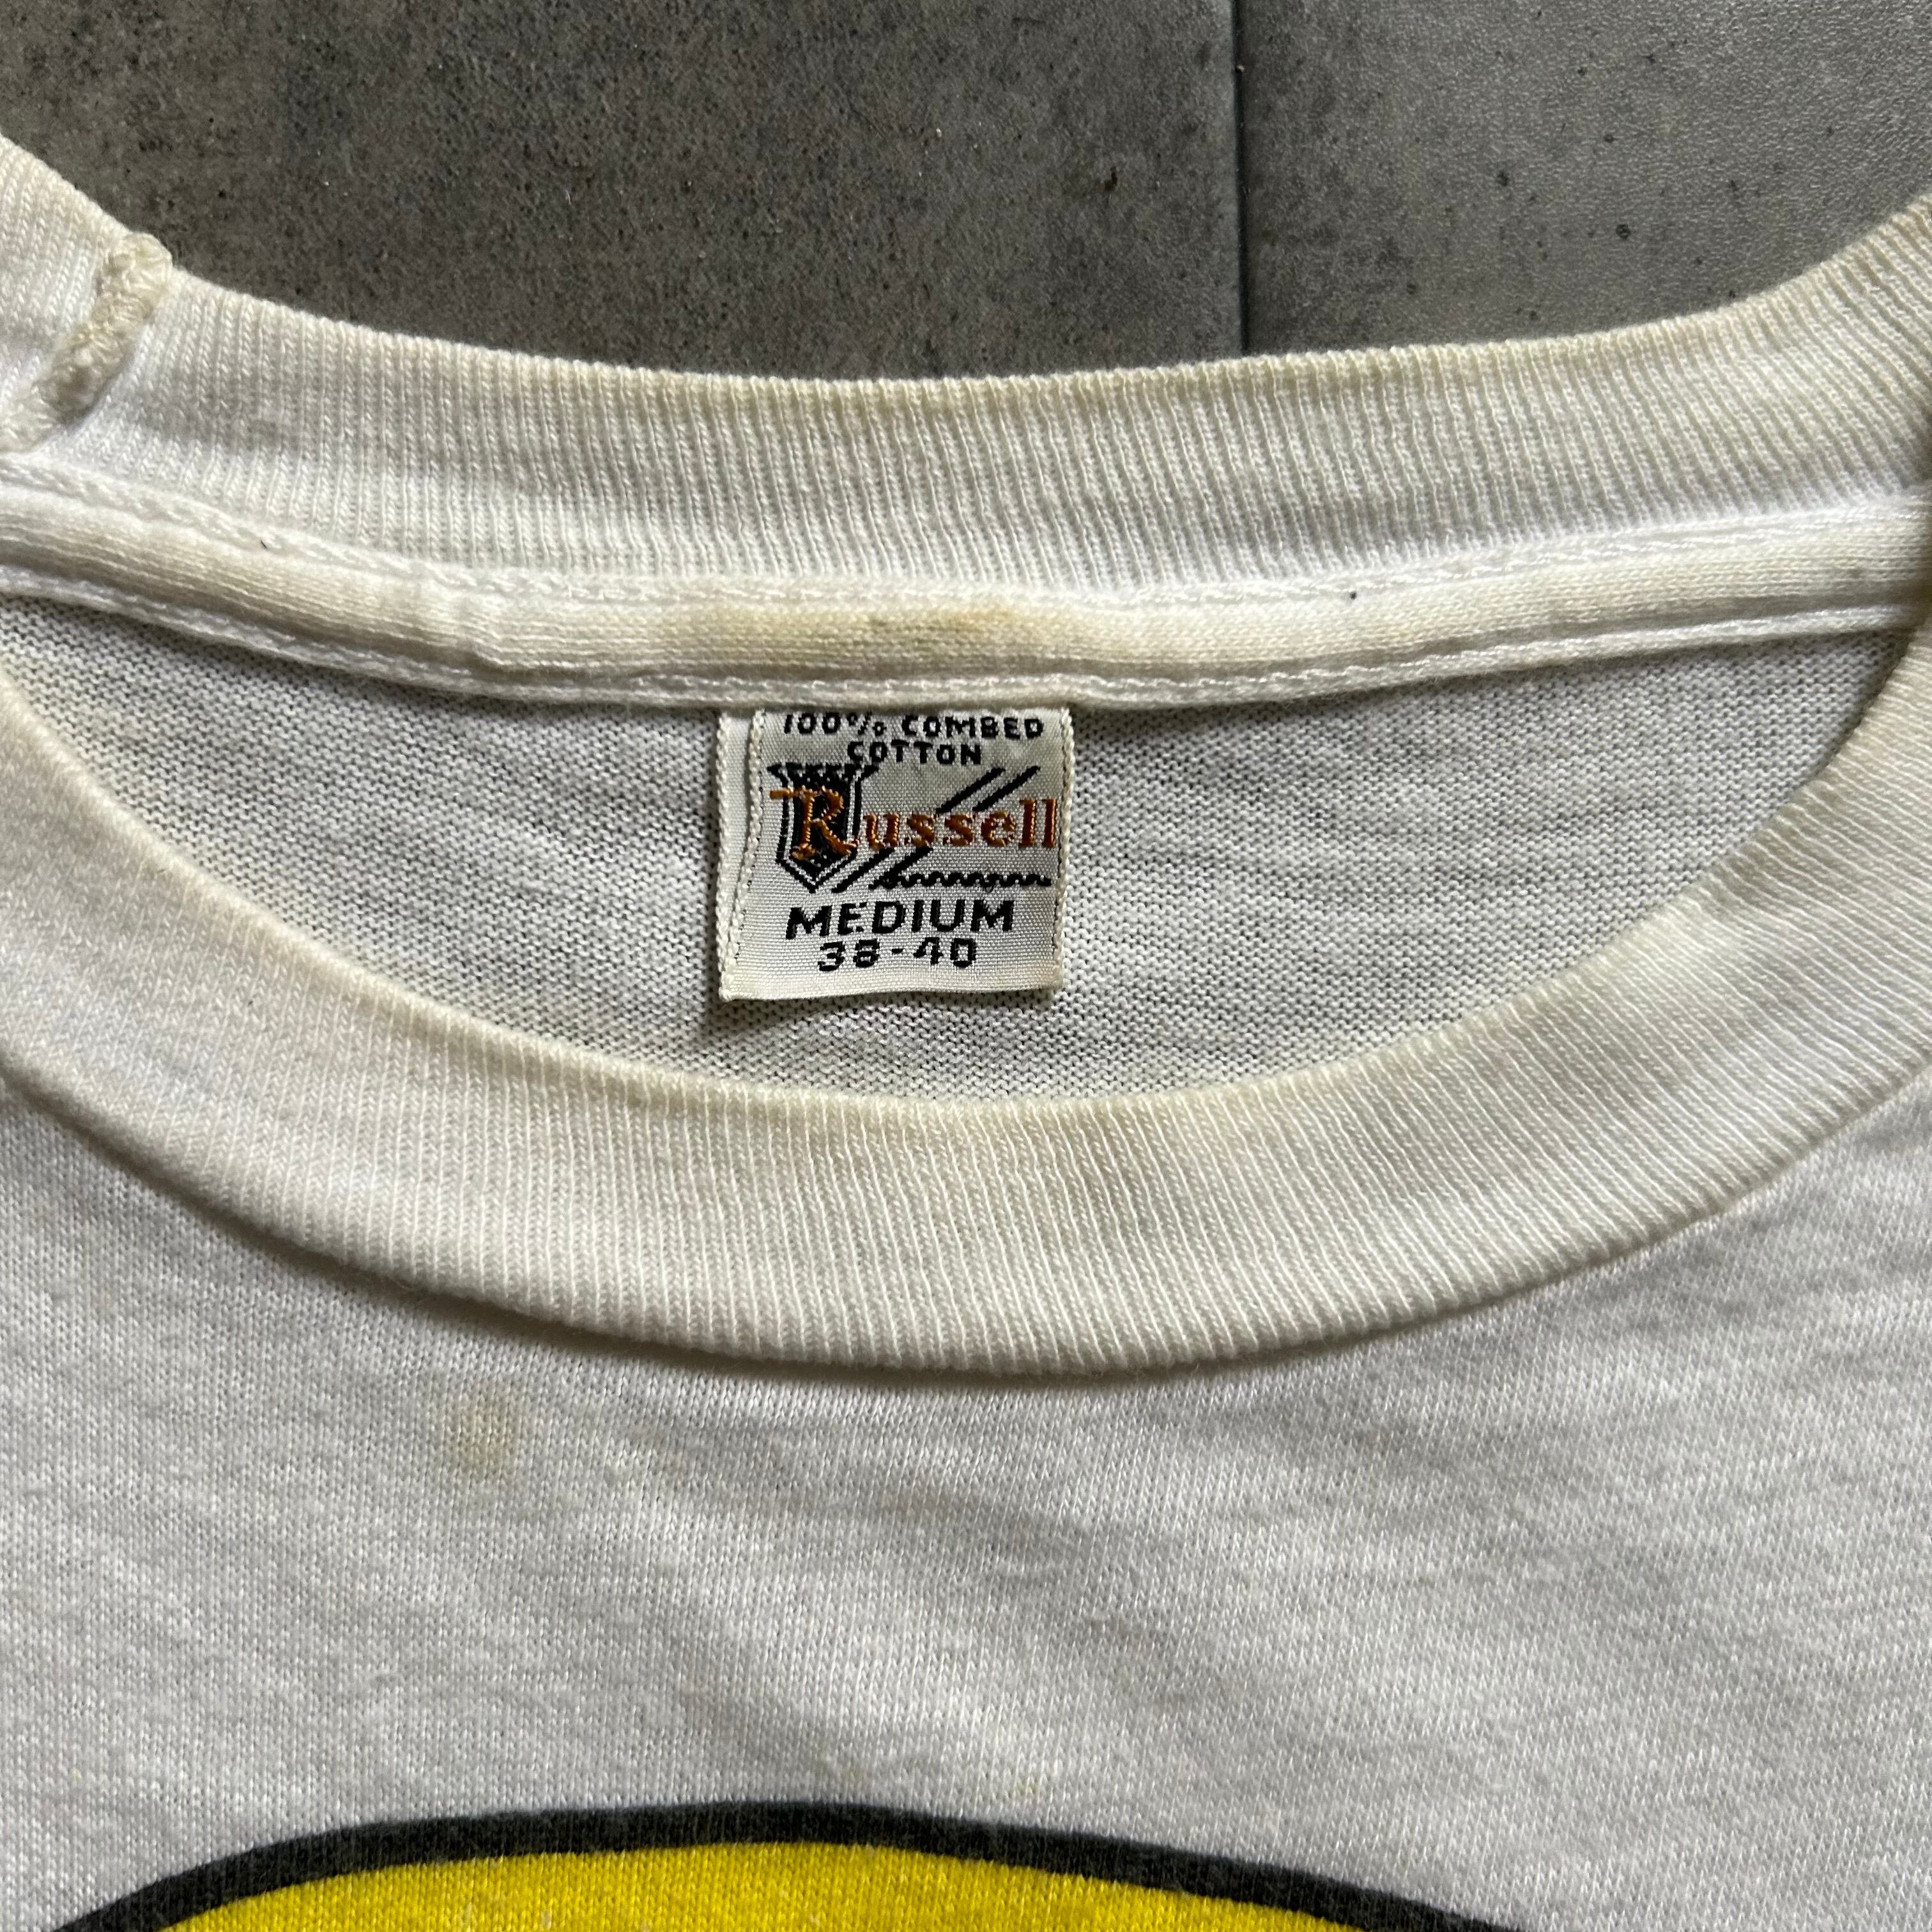 100% COMBED
COTTON
Russell
MEDIUM
38-40